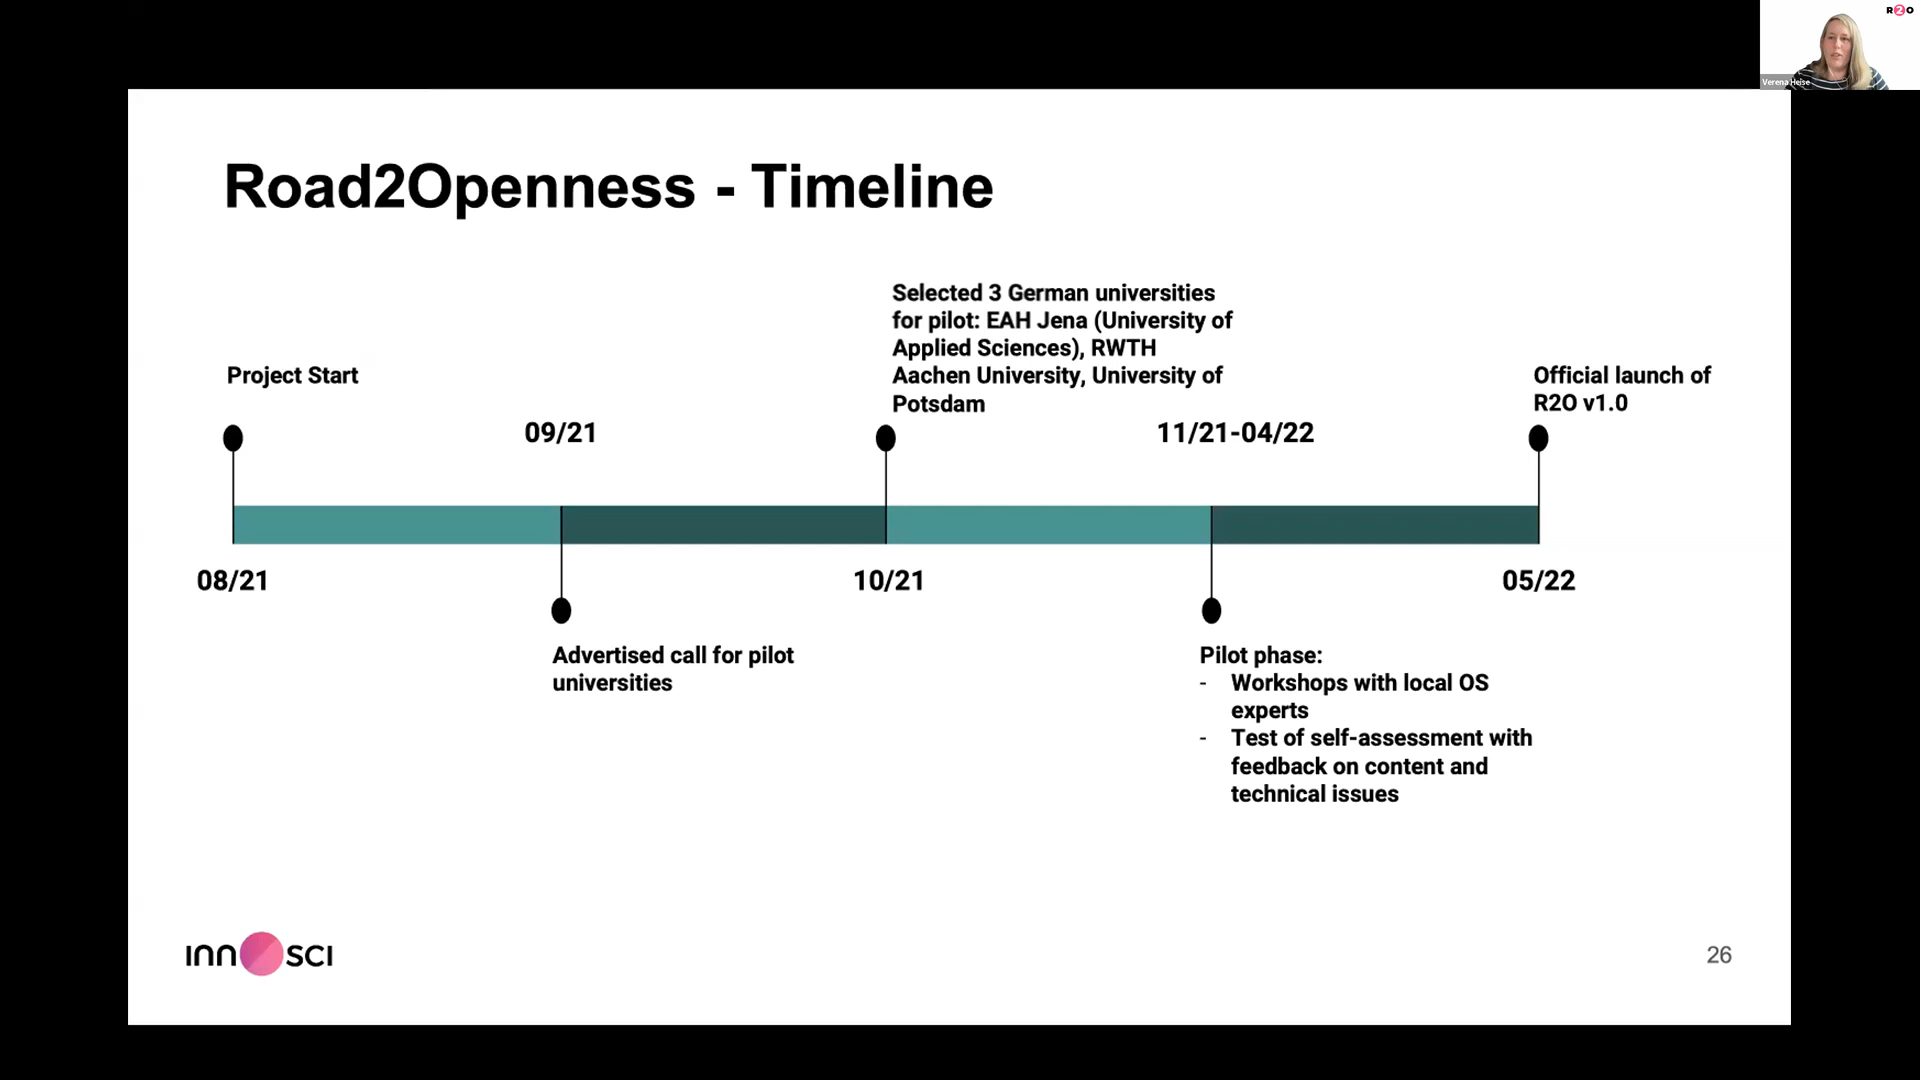 R2O
Verena Heise
Road2Openness - Timeline
Selected 3 German universities
for pilot: EAH Jena (University of
Applied Sciences), RWTH
Aachen University, University of
Potsdam
Project Start
Official launch of
R2O v1.0
09/21
11/21-04/22
08/21
10/21
05/22
Advertised call for pilot
universities
Pilot phase:
- Workshops with local OS
experts
- Test of self-assessment with
feedback on content and
technical issues
INNOSCI
26